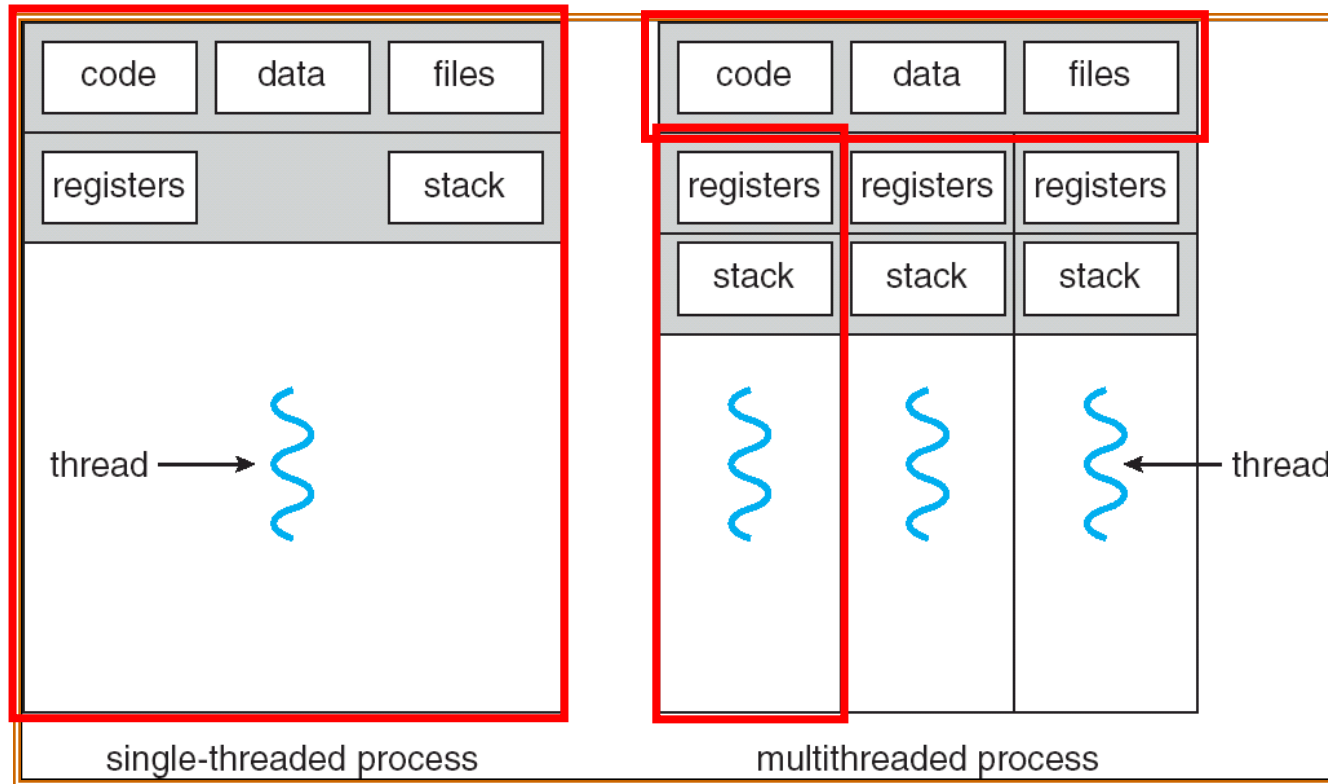 code data files
registers stack
thread
single-threaded process
code data files
registers registers registers
stack stack stack
thread
multithreaded process